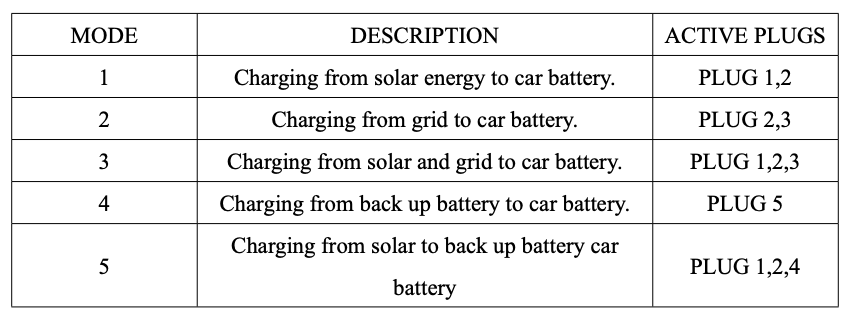 MODE DESCRIPTION ACTIVE PLUGS
1 Charging from solar energy to car battery. PLUG 1,2
2 Charging from grid to car battery. PLUG 2,3
3 Charging from solar and grid to car battery. PLUG 1,2,3
4 Charging from back up battery to car battery. PLUG 5
5 Charging from solar to back up battery car
battery PLUG 1,2,4